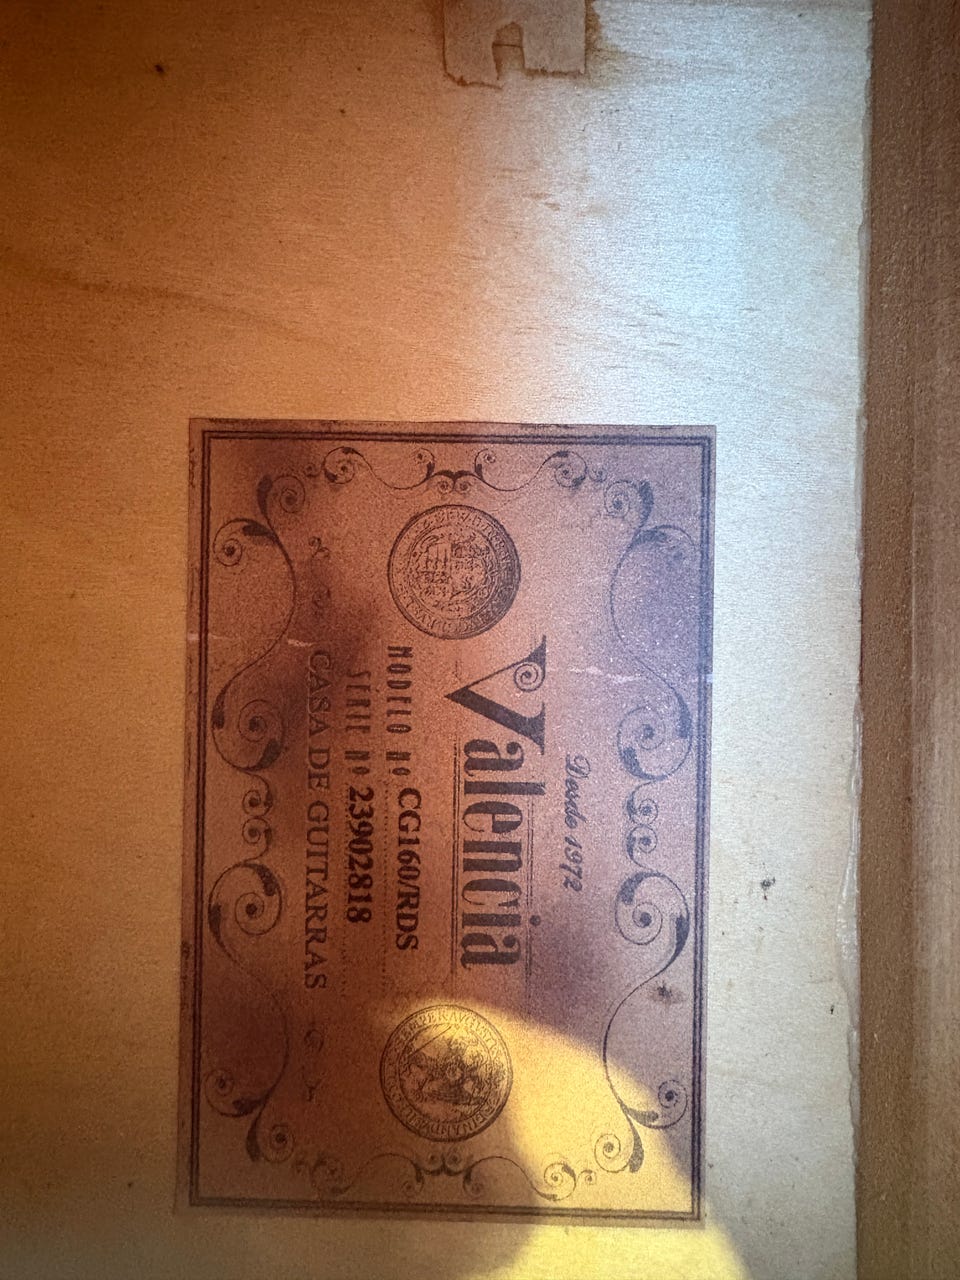 Desde 1972
Valencia
MODELO Nº CG160/RDS
SERIE Nº 23902818
CASA DE GUITARRAS